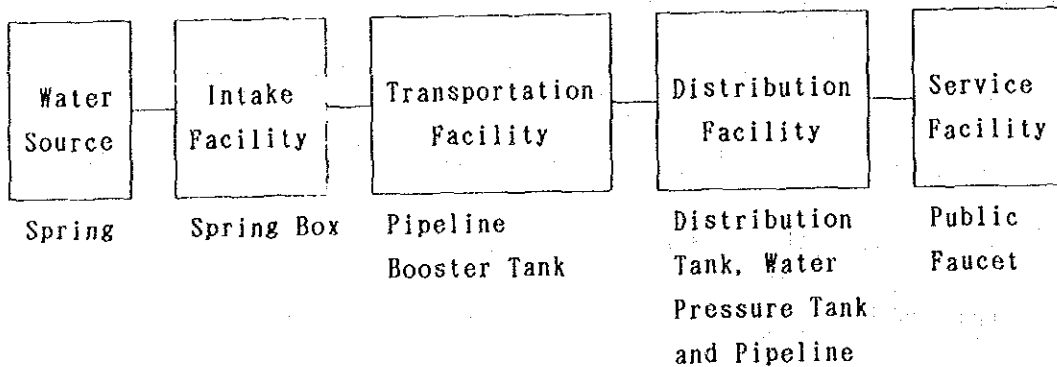 Water
Source
Intake
Facility
Transportation
Facility
Distribution
Facility
Service
Facility
Spring
Spring Box
Pipeline
Booster Tank
Distribution
Tank, Water
Pressure Tank
and Pipeline
Public
Faucet